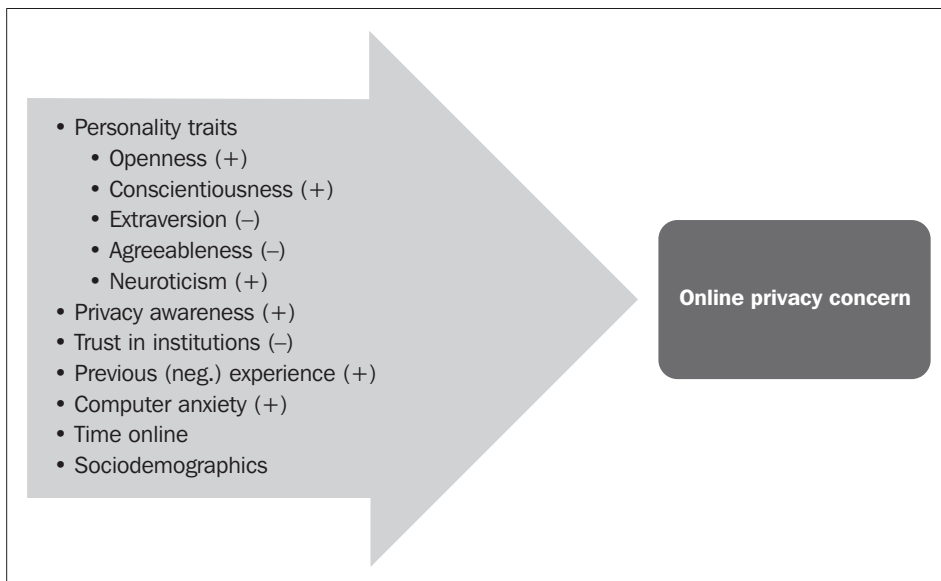 • Personality traits
• Openness (+)
• Conscientiousness (+)
• Extraversion (–)
• Agreeableness (–)
• Neuroticism (+)
• Privacy awareness (+)
• Trust in institutions (–)
• Previous (neg.) experience (+)
• Computer anxiety (+)
• Time online
• Sociodemographics
Online privacy concern